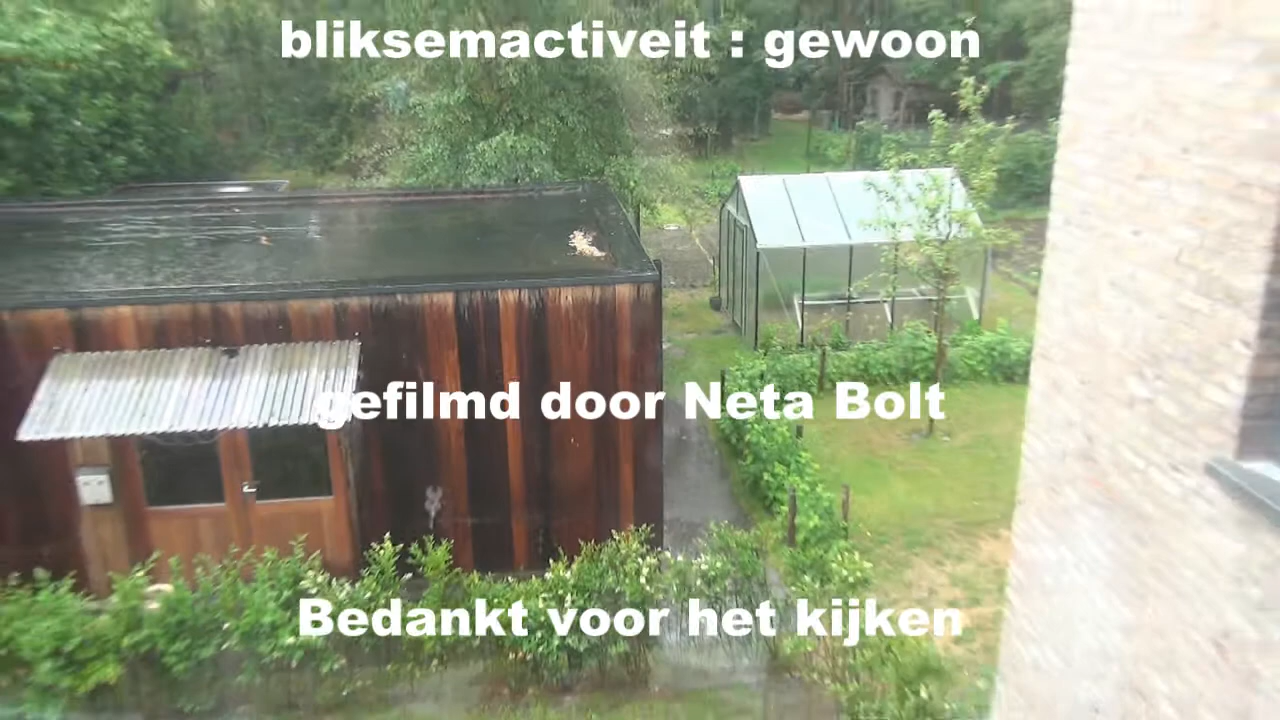 bliksemactiveit : gewoon
gefilmd door Neta Bolt
Bedankt voor het kijken